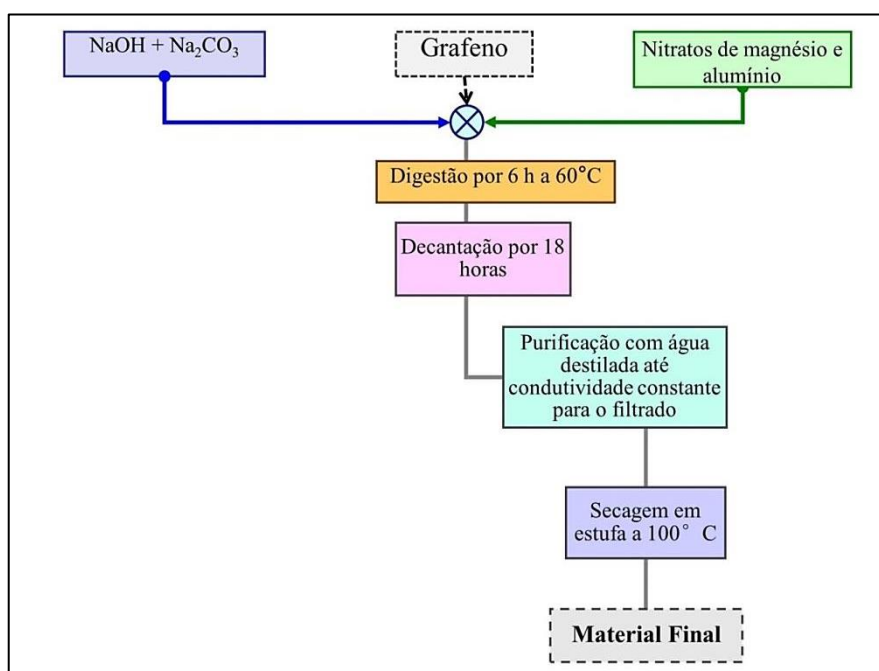 NaOH + Na₂CO₃
Grafeno
Nitratos de magnésio e
alumínio
Digestão por 6 h a 60°C
Decantação por 18
horas
Purificação com água
destilada até
condutividade constante
para o filtrado
Secagem em
estufa a 100° C
Material Final